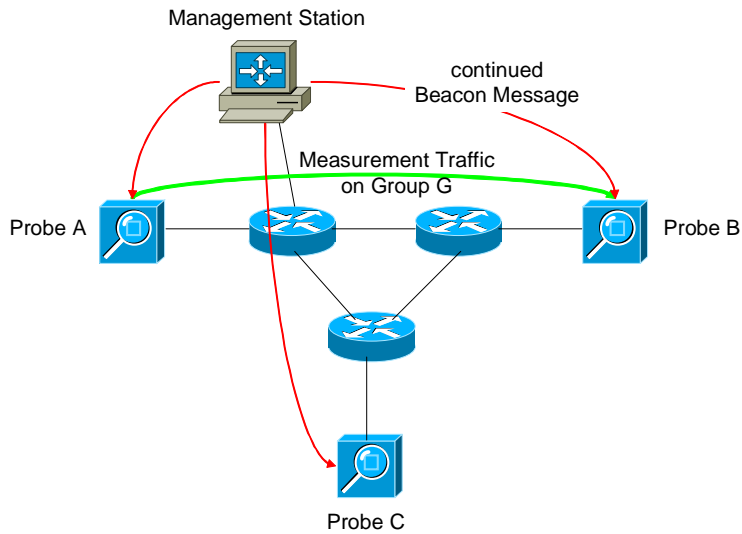 Management Station
continued
Beacon Message
Measurement Traffic
on Group G
Probe A
Probe B
Probe C